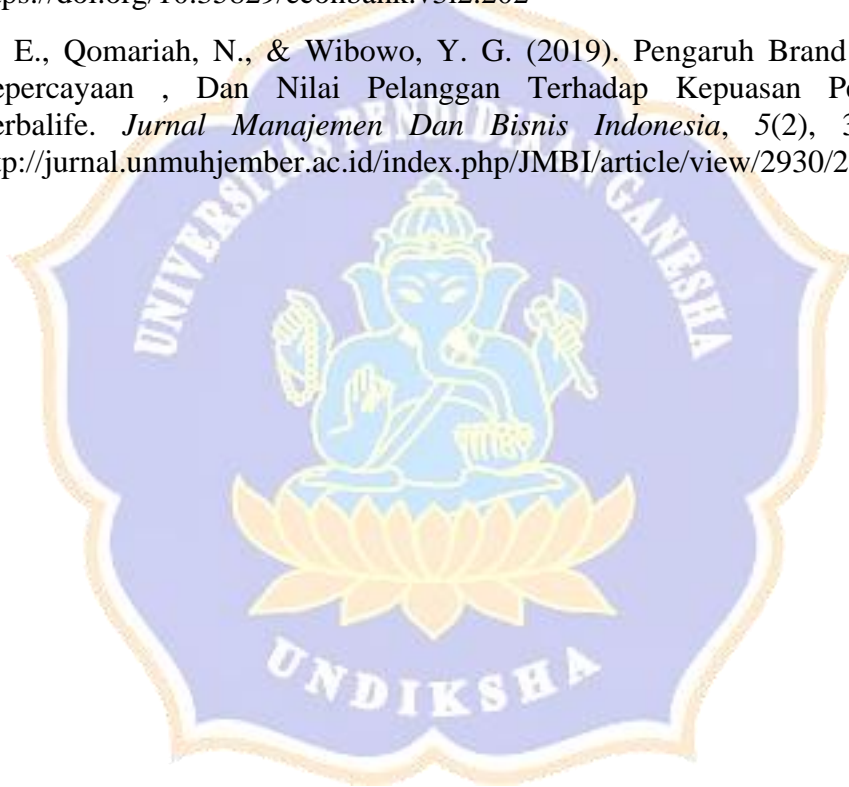 E., Qomariah, N., & Wibowo, Y. G. (2019). Pengaruh Brand
epercayaan , Dan Nilai Pelanggan Terhadap Kepuasan Pe
erbalife. Jurnal Manajemen Dan Bisnis Indonesia, 5(2), 3
tp://jurnal.unmuhjember.ac.id/index.php/JMBI/article/view/2930/2
UNIVERSITAS PENDIDIKAN GANESHA
UNDIKSHA